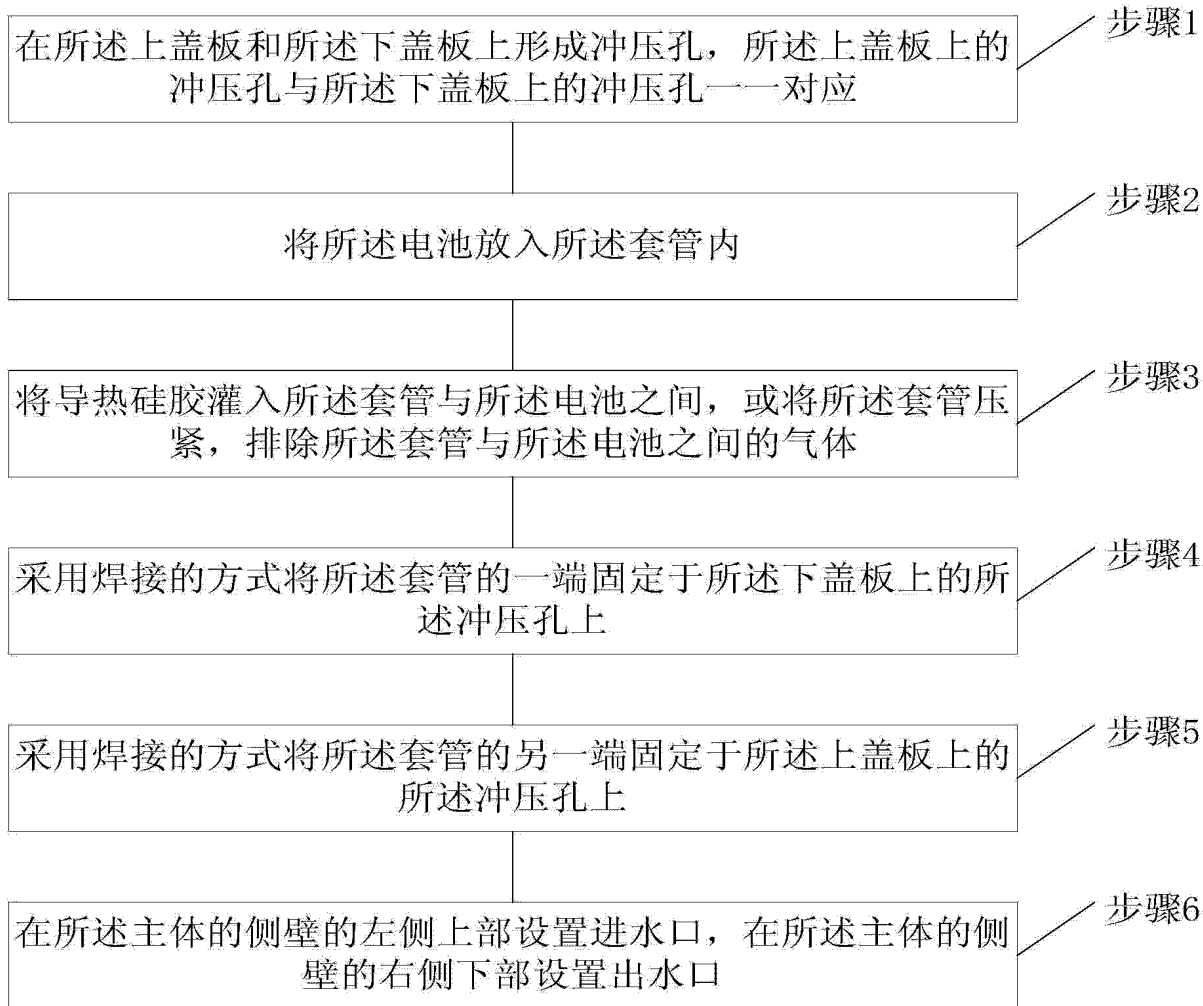 步骤1
在所述上盖板和所述下盖板上形成冲压孔，所述上盖板上的
冲压孔与所述下盖板上的冲压孔一一对应
步骤2
将所述电池放入所述套管内
步骤3
将导热硅胶灌入所述套管与所述电池之间，或将所述套管压
紧，排除所述套管与所述电池之间的气体
步骤4
采用焊接的方式将所述套管的一端固定于所述下盖板上的所
述冲压孔上
步骤5
采用焊接的方式将所述套管的另一端固定于所述上盖板上的
所述冲压孔上
步骤6
在所述主体的侧壁的左侧上部设置进水口，在所述主体的侧
壁的右侧下部设置出水口